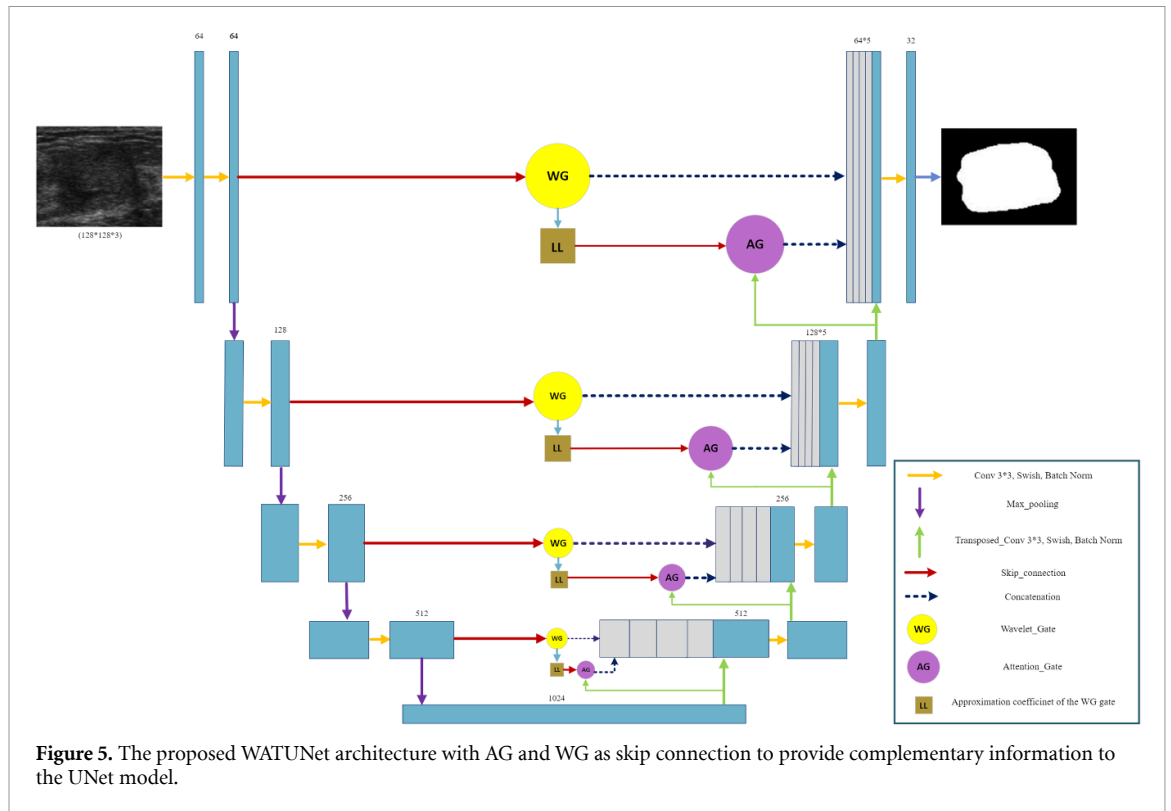 64
64
64*5
32
WG
(128*128*3)
LL
AG
128
128*5
WG
LL
AG
Conv 3*3, Swish, Batch Norm
Max_pooling
256
256
Transposed_Conv 3*3, Swish, Batch Norm
WG
Skip_connection
LL
AG
Concatenation
512
512
WG
Wavelet_Gate
WG
LL
AG
AG
Attention_Gate
1024
LL
Approximation coefficinet of the WG gate
Figure 5. The proposed WATUNet architecture with AG and WG as skip connection to provide complementary information to
the UNet model.